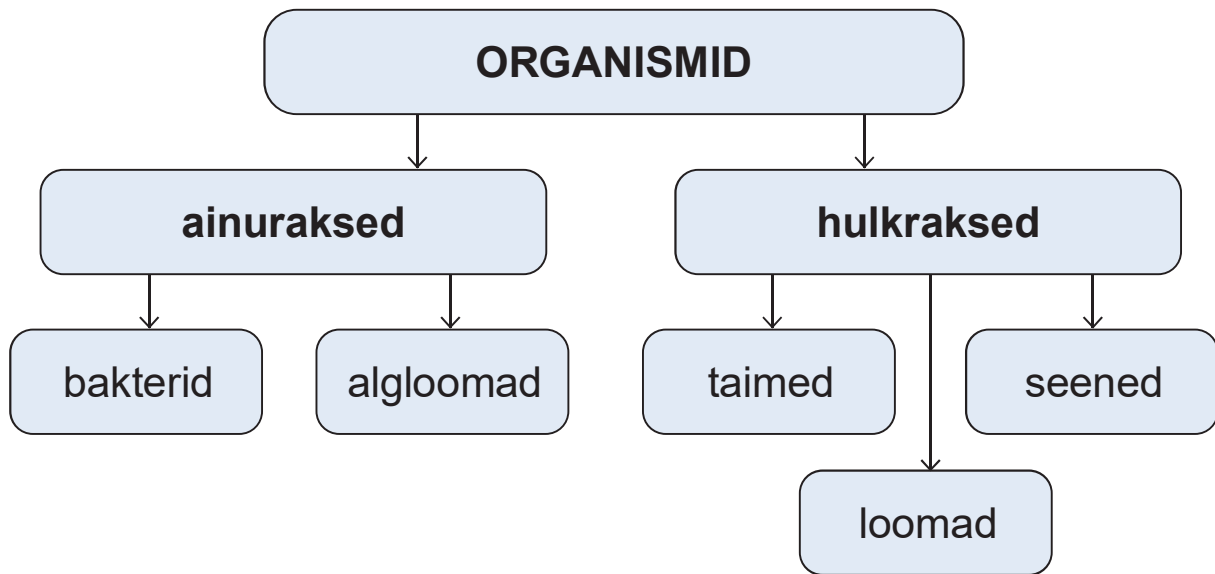 ORGANISMID
ainuraksed
hulkraksed
bakterid
algloomad
taimed
seened
loomad